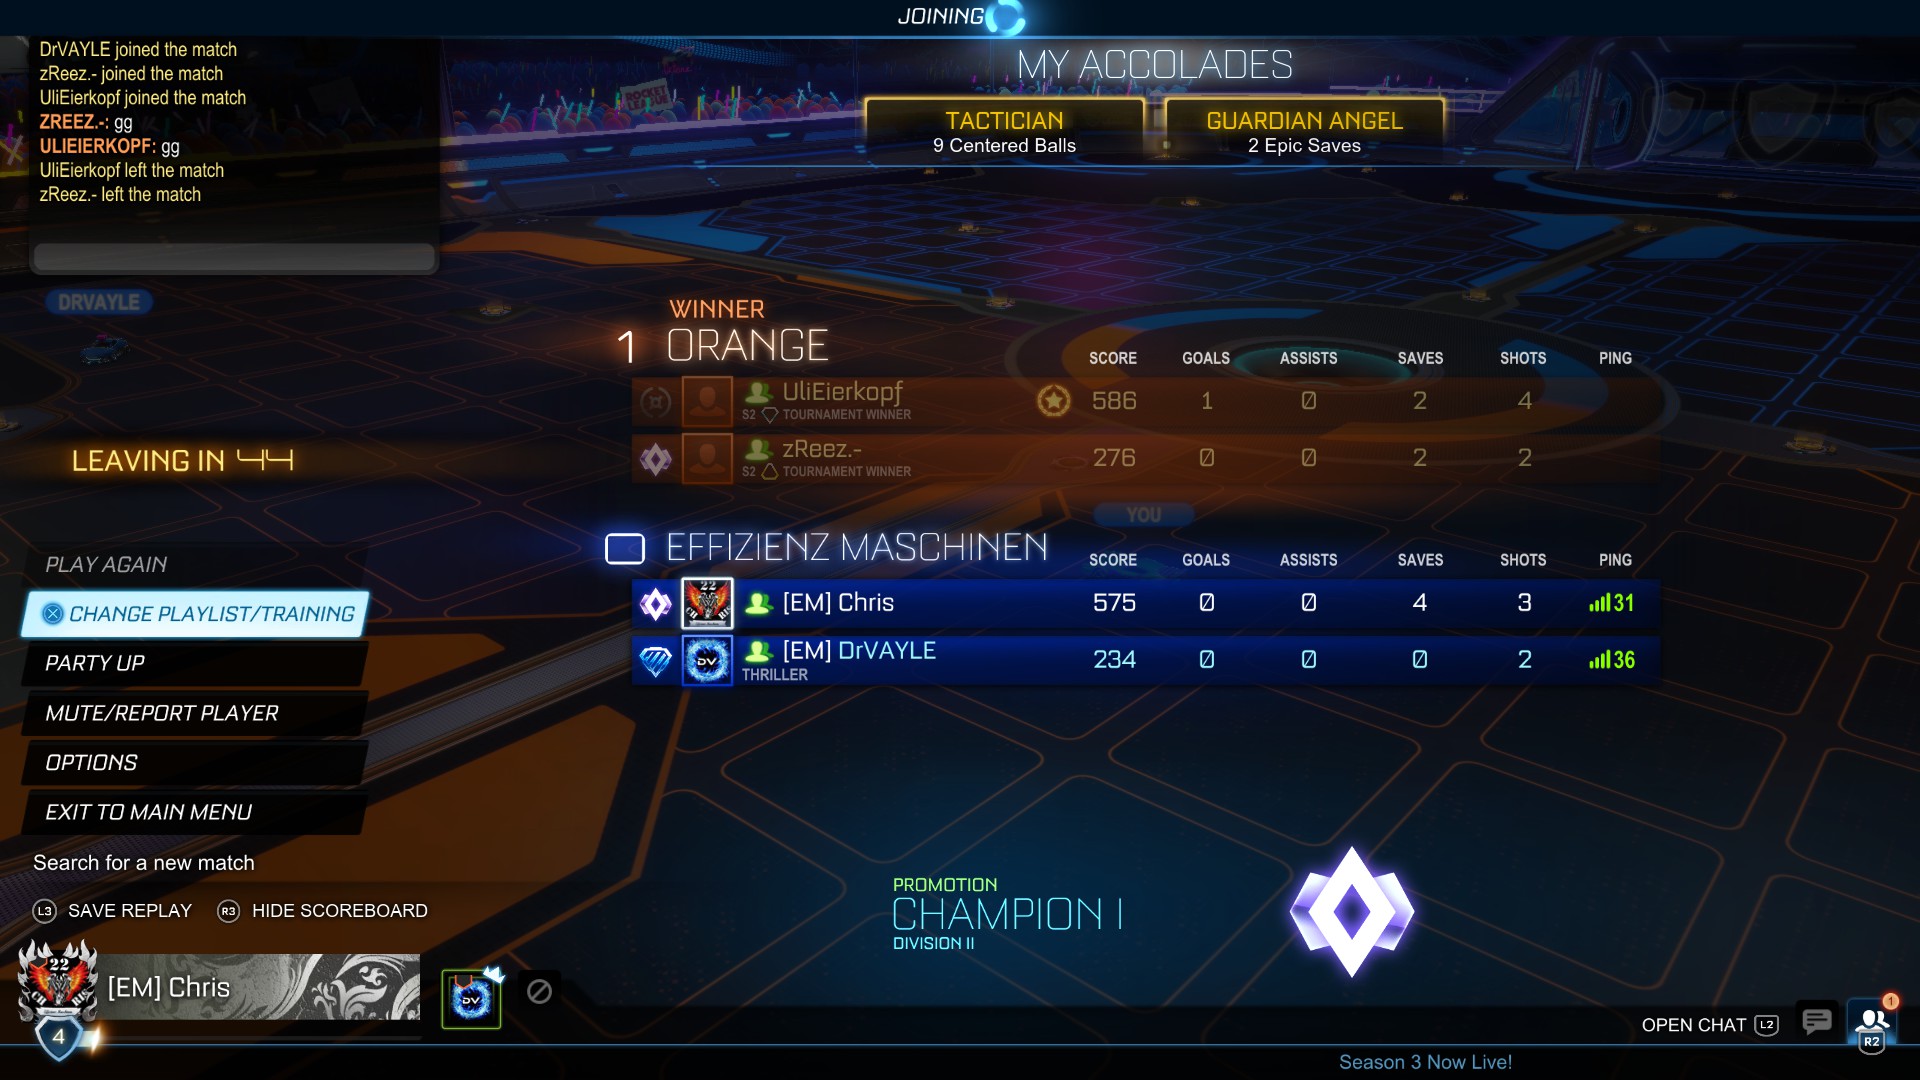 JOINING
DrVAYLE joined the match
zReez.- joined the match
UliEierkopf joined the match
ZREEZ.-: gg
ULIEIERKOPF: gg
UliEierkopf left the match
zReez.- left the match
MY ACCOLADES
TACTICIAN
9 Centered Balls
GUARDIAN ANGEL
2 Epic Saves
ROCKET LEAGUE
DRVAYLE
WINNER
1 ORANGE
SCORE GOALS ASSISTS SAVES SHOTS PING
UliEierkopf 586 1 0 2 4
S2 TOURNAMENT WINNER
zReez.- 276 0 0 2 2
S2 TOURNAMENT WINNER
YOU
0 EFFIZIENZ MASCHINEN
SCORE GOALS ASSISTS SAVES SHOTS PING
[EM] Chris 575 0 0 4 3 31
DV [EM] DrVAYLE 234 0 0 0 2 36
THRILLER
LEAVING IN 44
PLAY AGAIN
CHANGE PLAYLIST/TRAINING
PARTY UP
MUTE/REPORT PLAYER
OPTIONS
EXIT TO MAIN MENU
Search for a new match
L3 SAVE REPLAY R3 HIDE SCOREBOARD
PROMOTION
CHAMPION I
DIVISION II
22
[EM] Chris
4
DV
OPEN CHAT L2
1
R2
Season 3 Now Live!